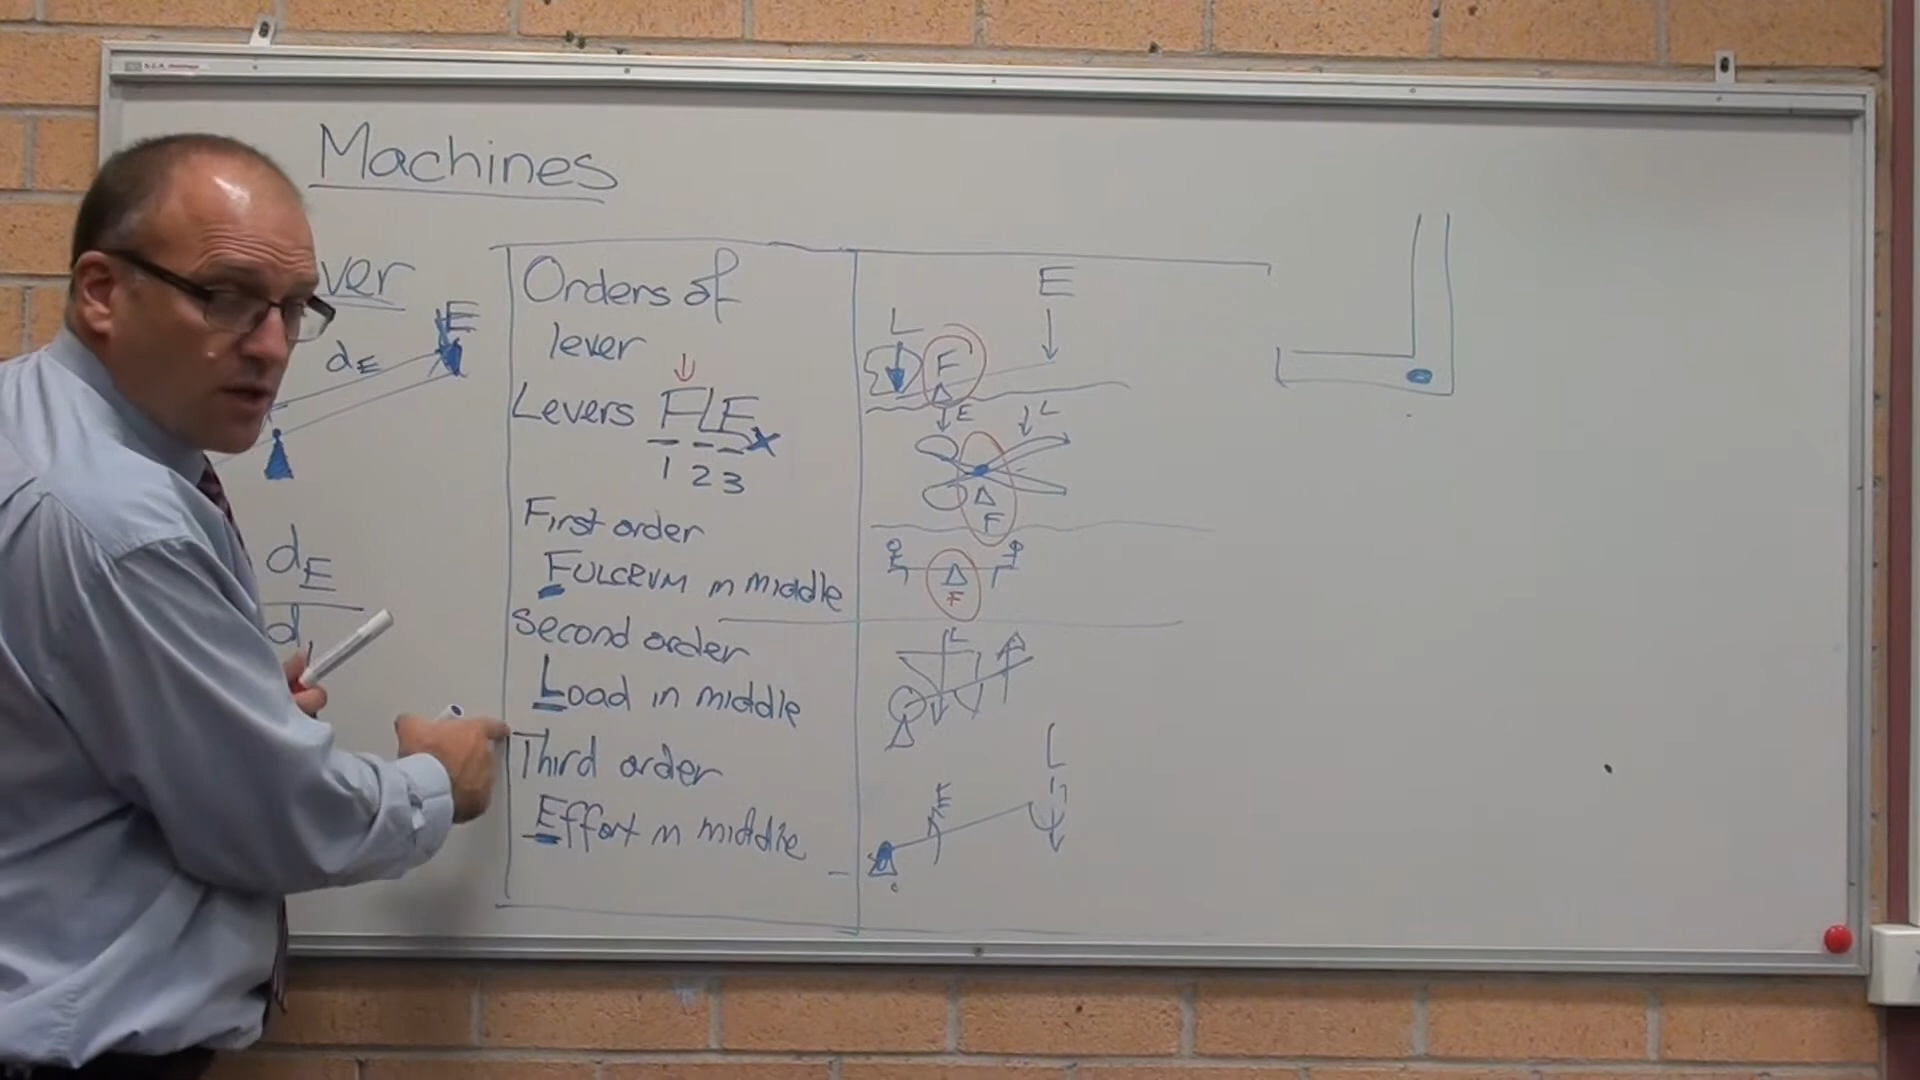 Machines
ver
E
dE
dE
d
Orders of
lever
Levers FLEx
1 2 3
First order
FULCRUM in middle
Second order
Load in middle
Third order
Effort in middle
E
L
F
E L
F
F
L
L
E